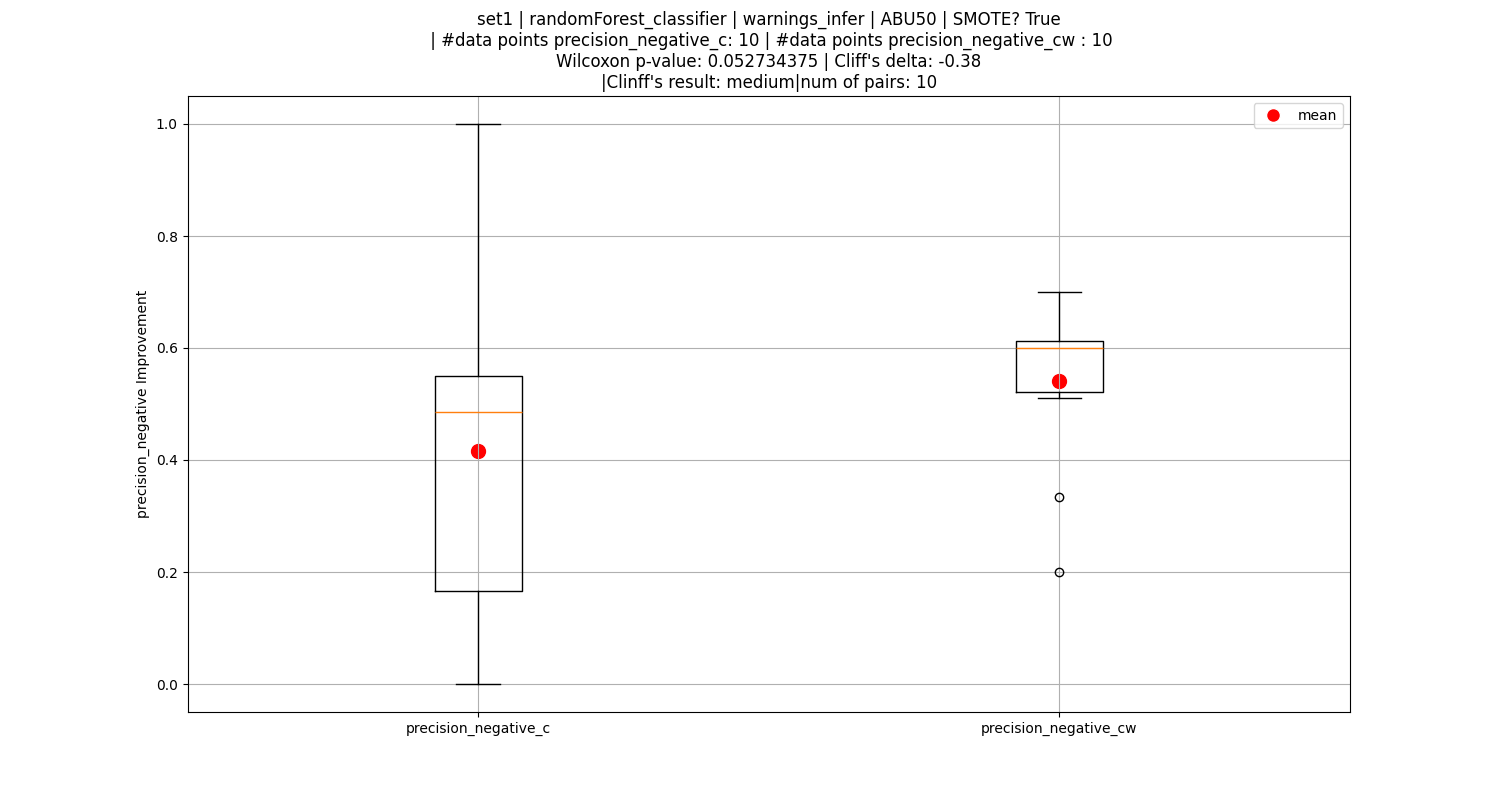 set1 | randomForest_classifier | warnings_infer | ABU50 | SMOTE? True
| #data points precision_negative_c: 10 | #data points precision_negative_cw : 10
Wilcoxon p-value: 0.052734375 | Cliff's delta: -0.38
|Clinff's result: medium|num of pairs: 10
mean
1.0
0.8
0.6
0.4
0.2
0.0
precision_negative Improvement
precision_negative_c
precision_negative_cw